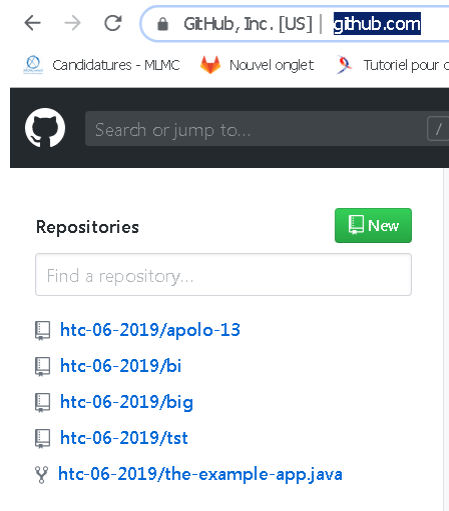 GitHub, Inc. [US] | github.com
Candidatures - MLMC Nouvel onglet Tutoriel pour
Search or jump to... /
Repositories New
Find a repository...
htc-06-2019/apolo-13
htc-06-2019/bi
htc-06-2019/big
htc-06-2019/tst
htc-06-2019/the-example-app.java